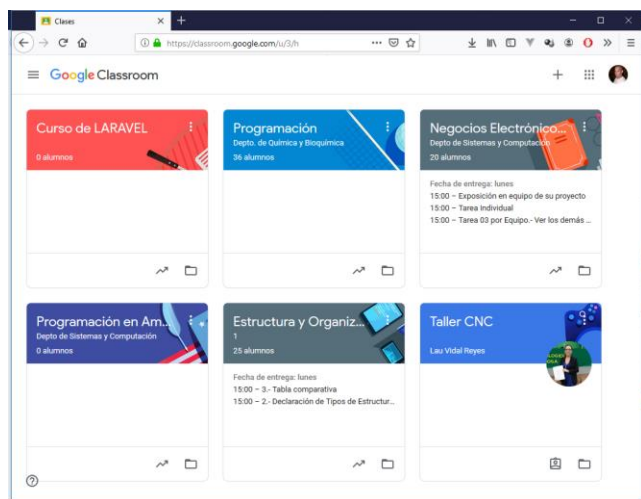 Clases
https://classroom.google.com/u/3/h
Google Classroom
Curso de LARAVEL
0 alumnos
Programación
Depto. de Química y Bioquímica
36 alumnos
Negocios Electrónico...
Depto de Sistemas y Computación
20 alumnos
Fecha de entrega: lunes
15:00 – Exposición en equipo de su proyecto
15:00 – Tarea Individual
15:00 – Tarea 03 por Equipo.- Ver los demás ...
Programación en Am...
Depto de Sistemas y Computación
0 alumnos
Estructura y Organiz...
1
25 alumnos
Fecha de entrega: lunes
15:00 – 3.- Tabla comparativa
15:00 – 2.- Declaración de Tipos de Estructur...
Taller CNC
Lau Vidal Reyes